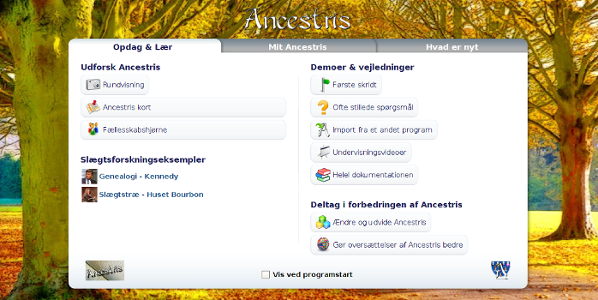 Ancestris
Opdag & Lær
Mit Ancestris
Hvad er nyt
Udforsk Ancestris
Rundvisning
Ancestris kort
Fællesskabshjørne
Slægtsforskningseksempler
Genealogi - Kennedy
Slægtstræ - Huset Bourbon
Demoer & vejledninger
Første skridt
Ofte stillede spørgsmål
Import fra et andet program
Undervisningsvideoer
Helel dokumentationen
Deltag i forbedringen af Ancestris
Ændre og udvide Ancestris
Gør oversættelser af Ancestris bedre
Ancestris
Vis ved programstart